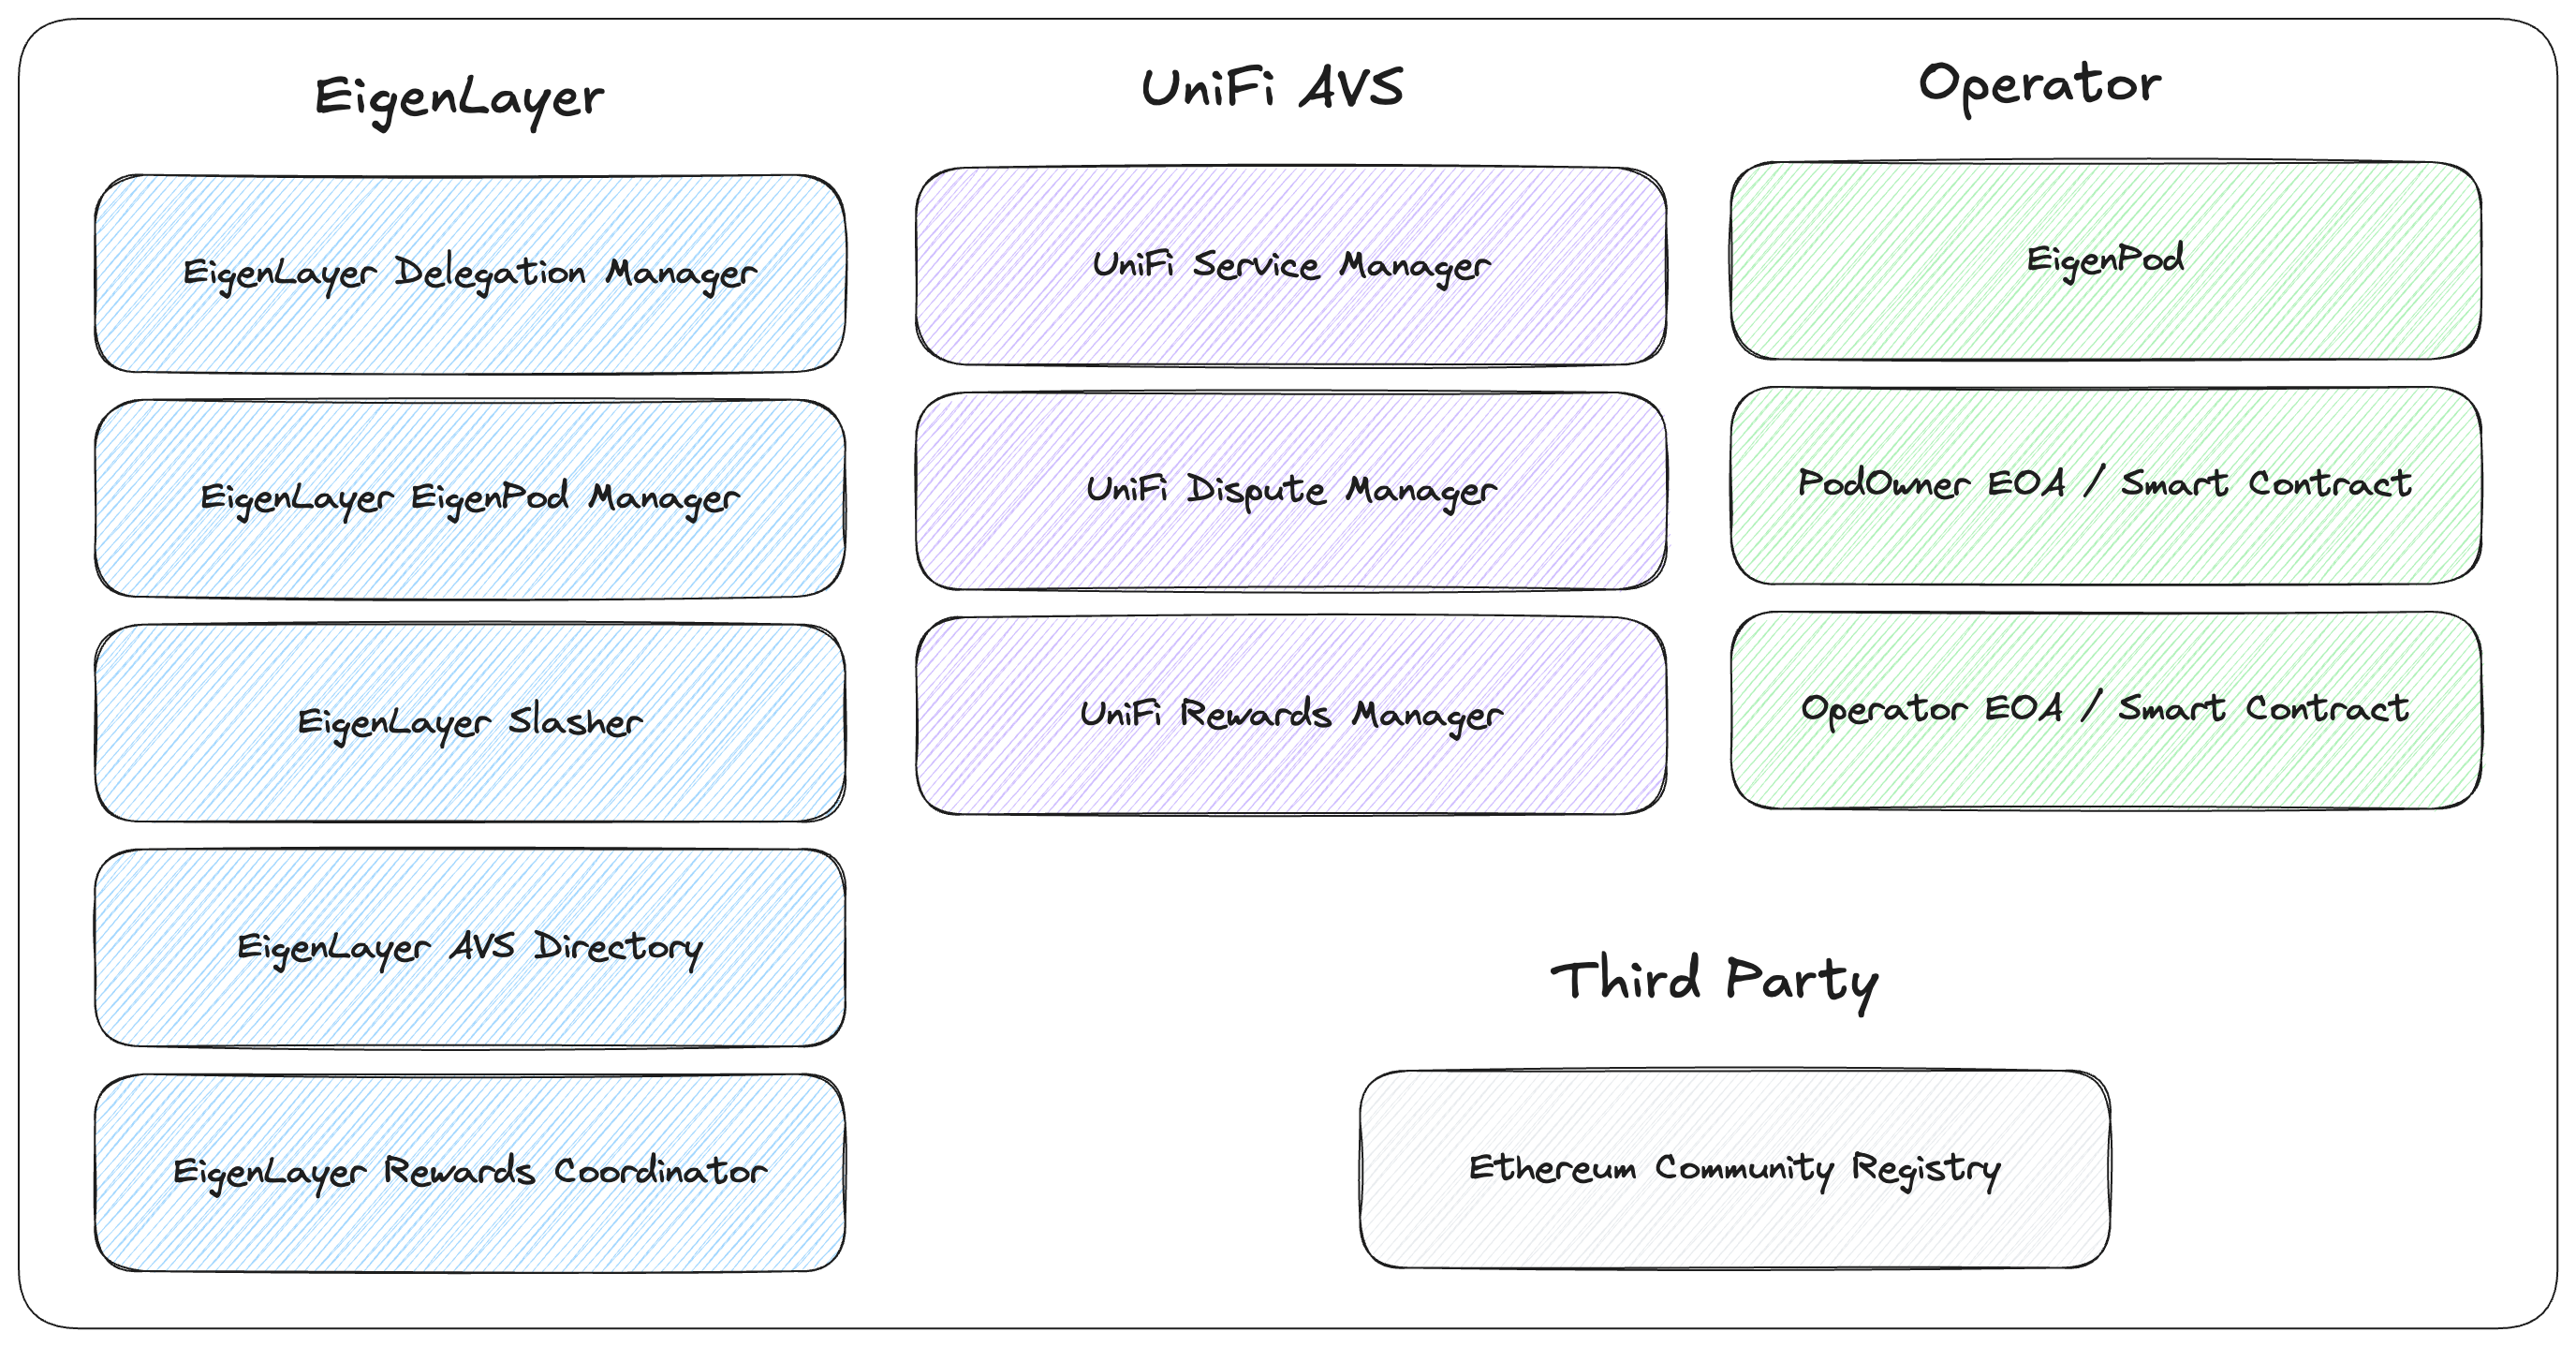 EigenLayer
EigenLayer Delegation Manager
EigenLayer EigenPod Manager
EigenLayer Slasher
EigenLayer AVS Directory
EigenLayer Rewards Coordinator
UniFi AVS
UniFi Service Manager
UniFi Dispute Manager
UniFi Rewards Manager
Operator
EigenPod
PodOwner EOA / Smart Contract
Operator EOA / Smart Contract
Third Party
Ethereum Community Registry